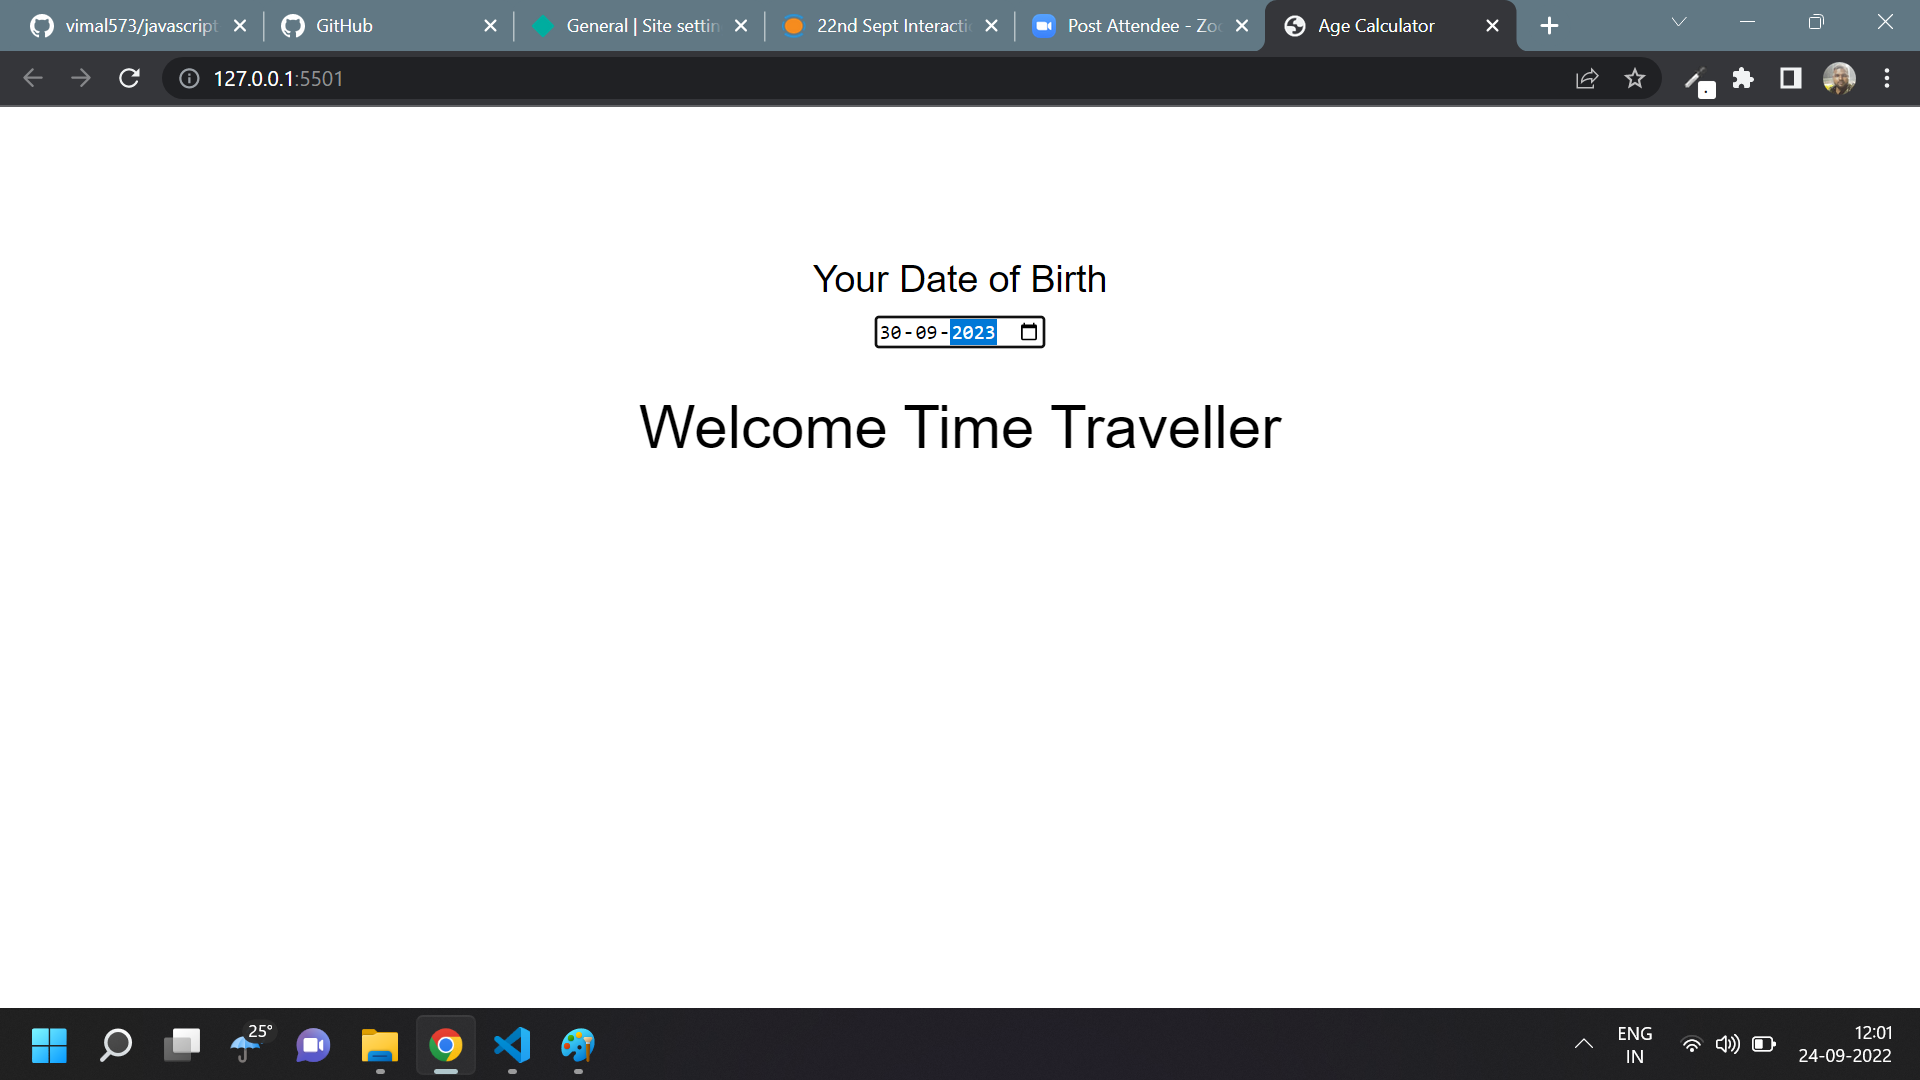 vimal573/javascript
GitHub
General | Site settin
22nd Sept Interacti
Post Attendee - Zo
Age Calculator
127.0.0.1:5501
Your Date of Birth
30-09-2023
Welcome Time Traveller
25°
ENG
IN
12:01
24-09-2022